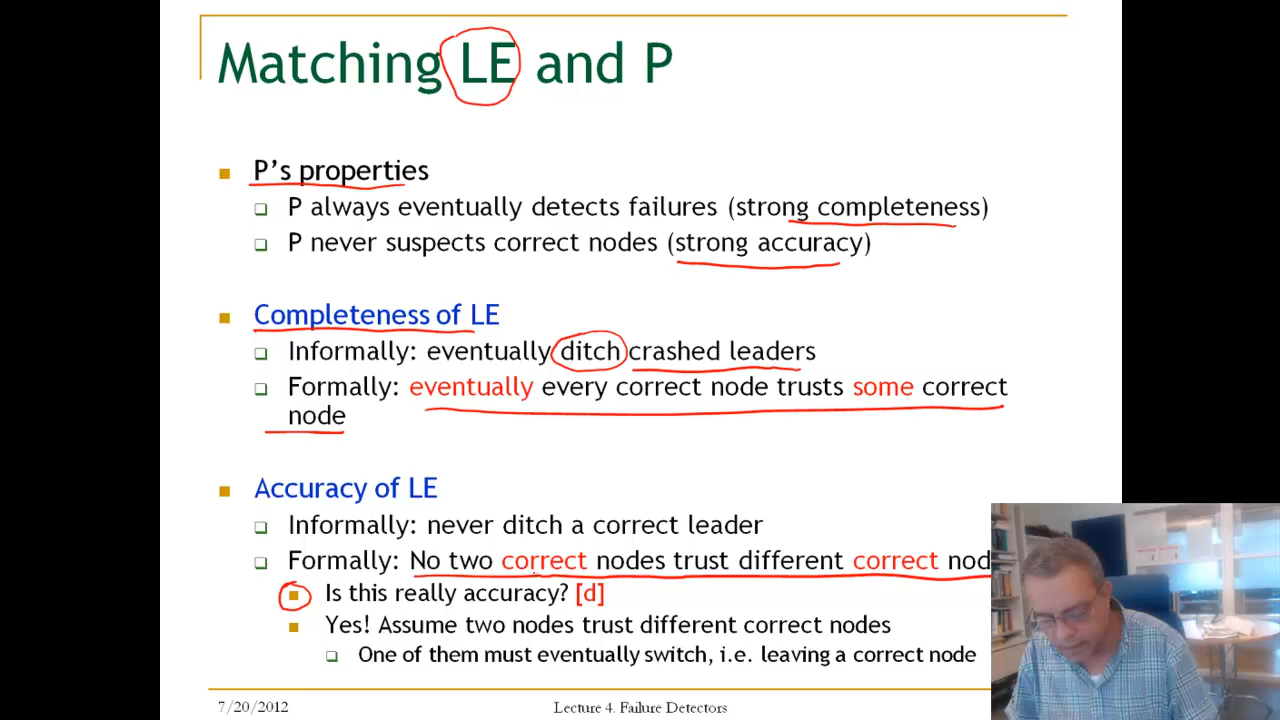 Matching LE and P
P's properties
P always eventually detects failures (strong completeness)
P never suspects correct nodes (strong accuracy)
Completeness of LE
Informally: eventually ditch crashed leaders
Formally: eventually every correct node trusts some correct
node
Accuracy of LE
Informally: never ditch a correct leader
Formally: No two correct nodes trust different correct nod
Is this really accuracy? [d]
Yes! Assume two nodes trust different correct nodes
One of them must eventually switch, i.e. leaving a correct node
7/20/2012 Lecture 4. Failure Detectors